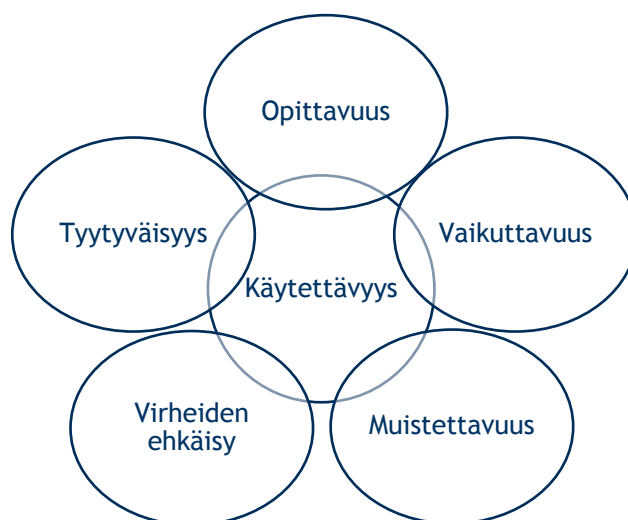 Opittavuus
Tyytyväisyys
Vaikuttavuus
Käytettävyys
Virheiden
ehkäisy
Muistettavuus